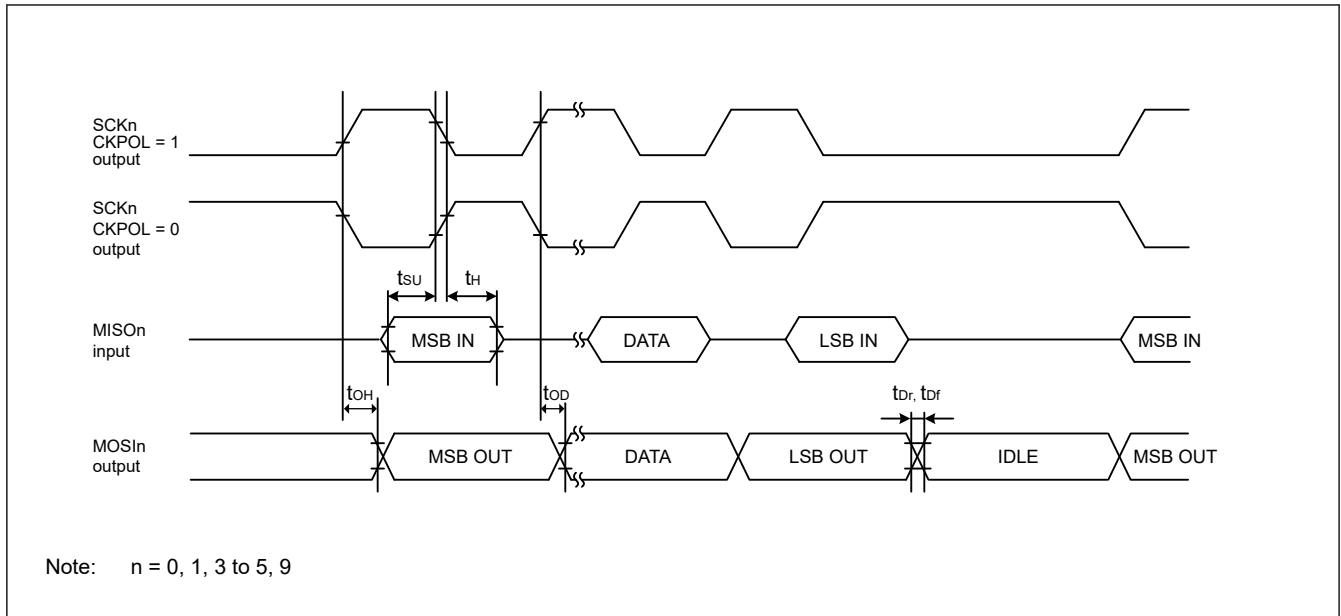 SCKn
CKPOL = 1
output
SCKn
CKPOL = 0
output
tSU
tH
MISOn
input
MSB IN
DATA
LSB IN
MSB IN
tOH
tOD
tDr, tDf
MOSIn
output
MSB OUT
DATA
LSB OUT
IDLE
MSB OUT
Note: n = 0, 1, 3 to 5, 9